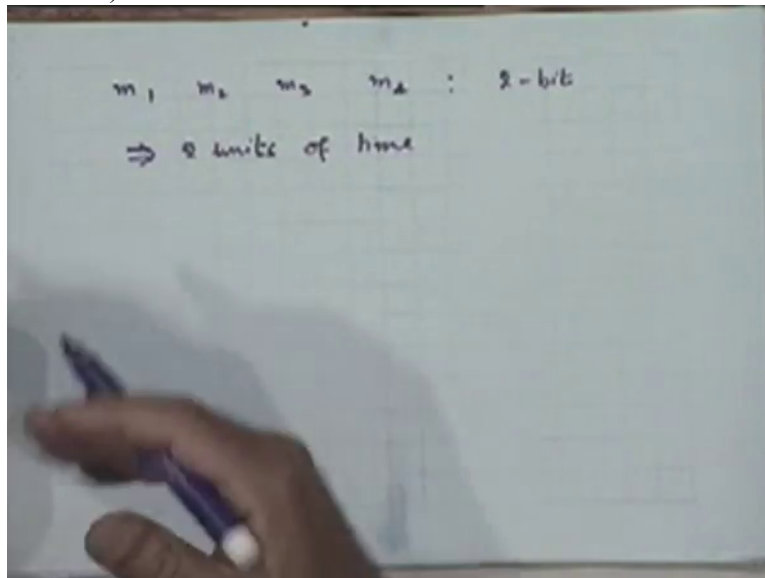 m₁ m₂ m₃ m₄ : 2-bit
⇒ 2 units of time